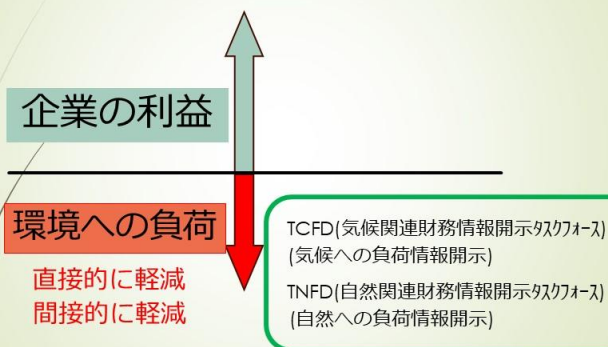 企業の利益
環境への負荷
直接的に軽減
間接的に軽減
TCFD(気候関連財務情報開示ﾀｽｸﾌｫｰｽ)
(気候への負荷情報開示)
TNFD(自然関連財務情報開示ﾀｽｸﾌｫｰｽ)
(自然への負荷情報開示)